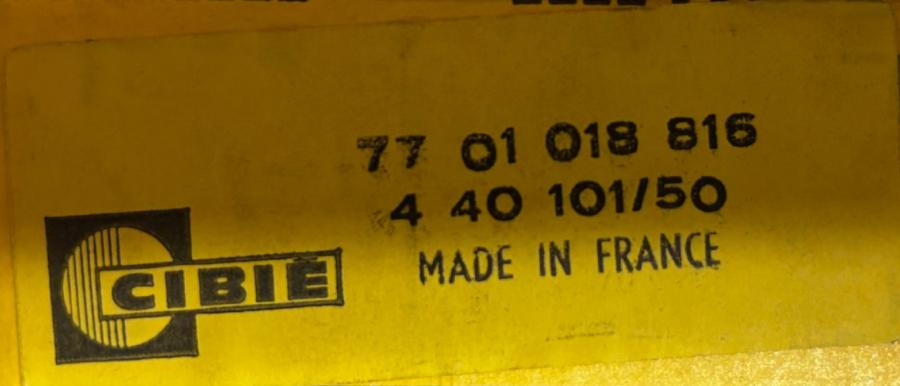 77 01 018 816
4 40 101/50
MADE IN FRANCE
CIBIÉ